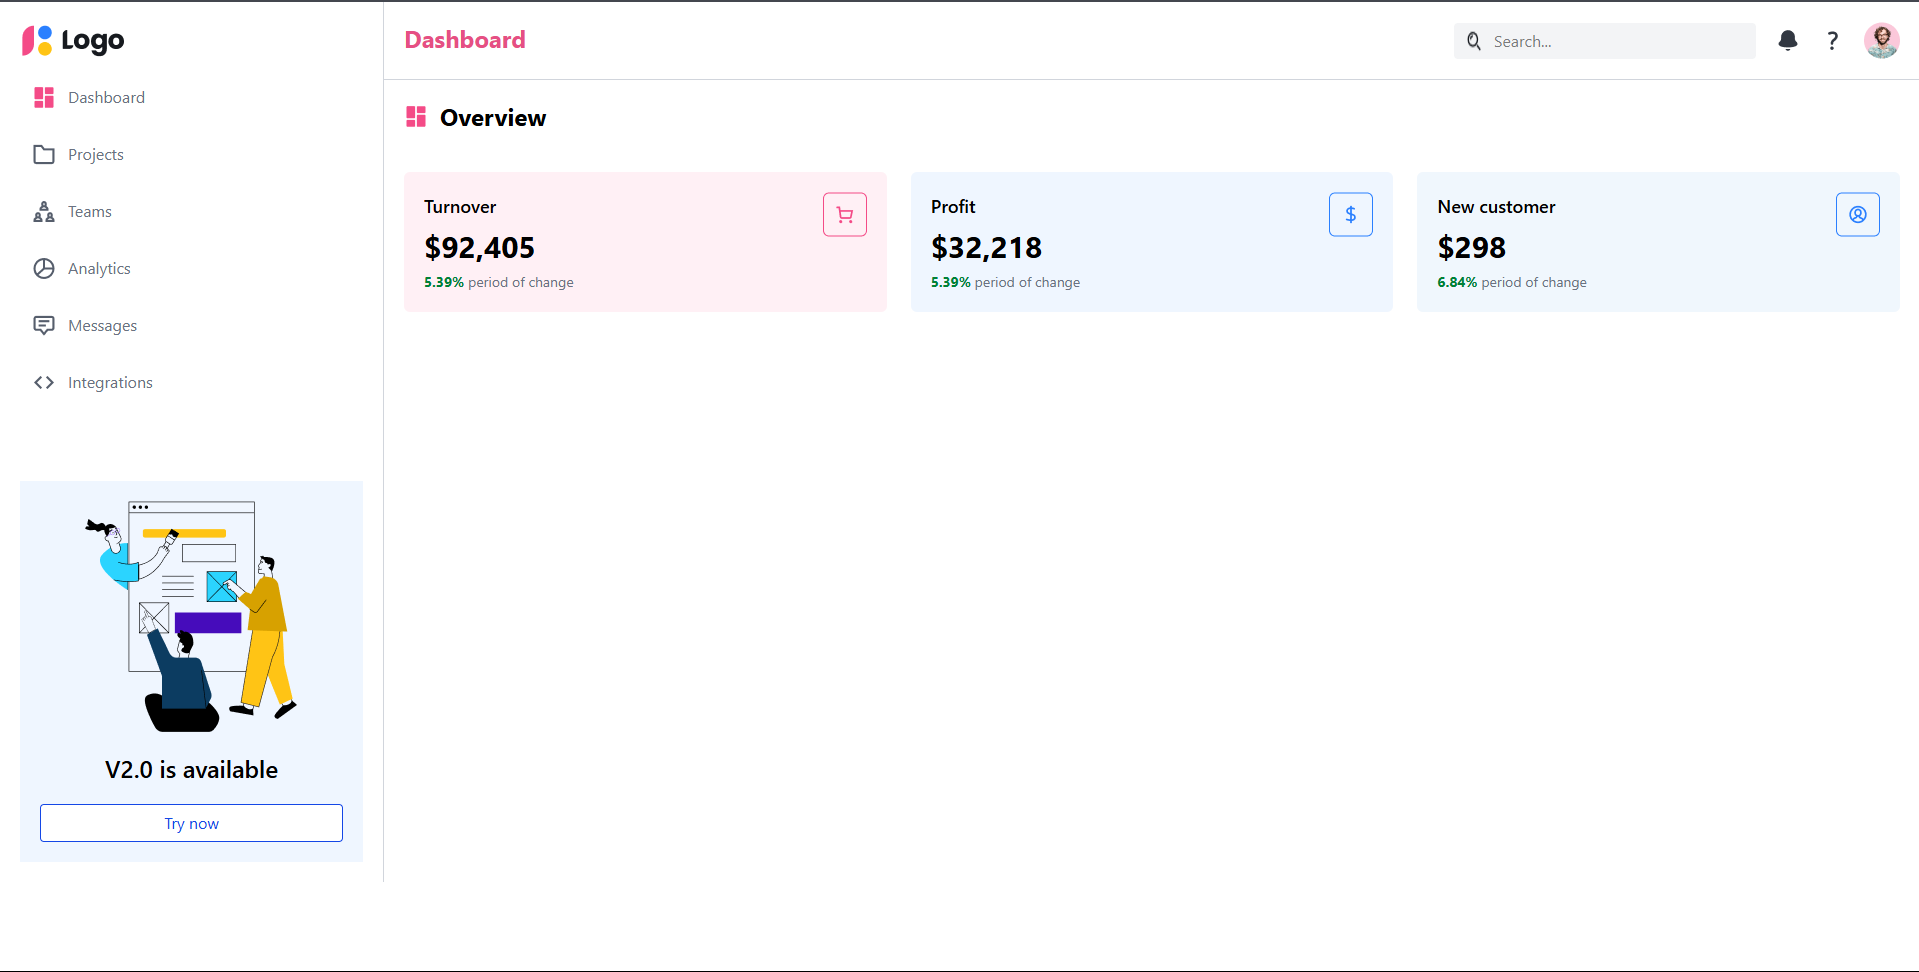 Logo
Dashboard
Projects
Teams
Analytics
Messages
Integrations
V2.0 is available
Try now
Dashboard
Search...
?
Overview
Turnover
$92,405
5.39% period of change
$
Profit
$32,218
5.39% period of change
New customer
$298
6.84% period of change